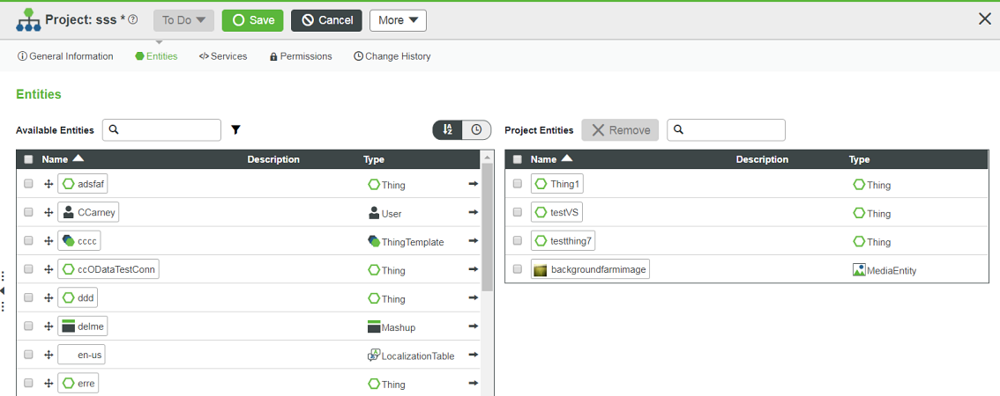 Project: sss * ? To Do Save Cancel More
General Information Entities </> Services Permissions Change History
Entities
Available Entities Project Entities Remove
Name Description Type Name Description Type
adsfaf Thing Thing1 Thing
CCarney User testVS Thing
cccc ThingTemplate testthing7 Thing
ccODataTestConn Thing backgroundfarmimage MediaEntity
ddd Thing
delme Mashup
en-us LocalizationTable
erre Thing